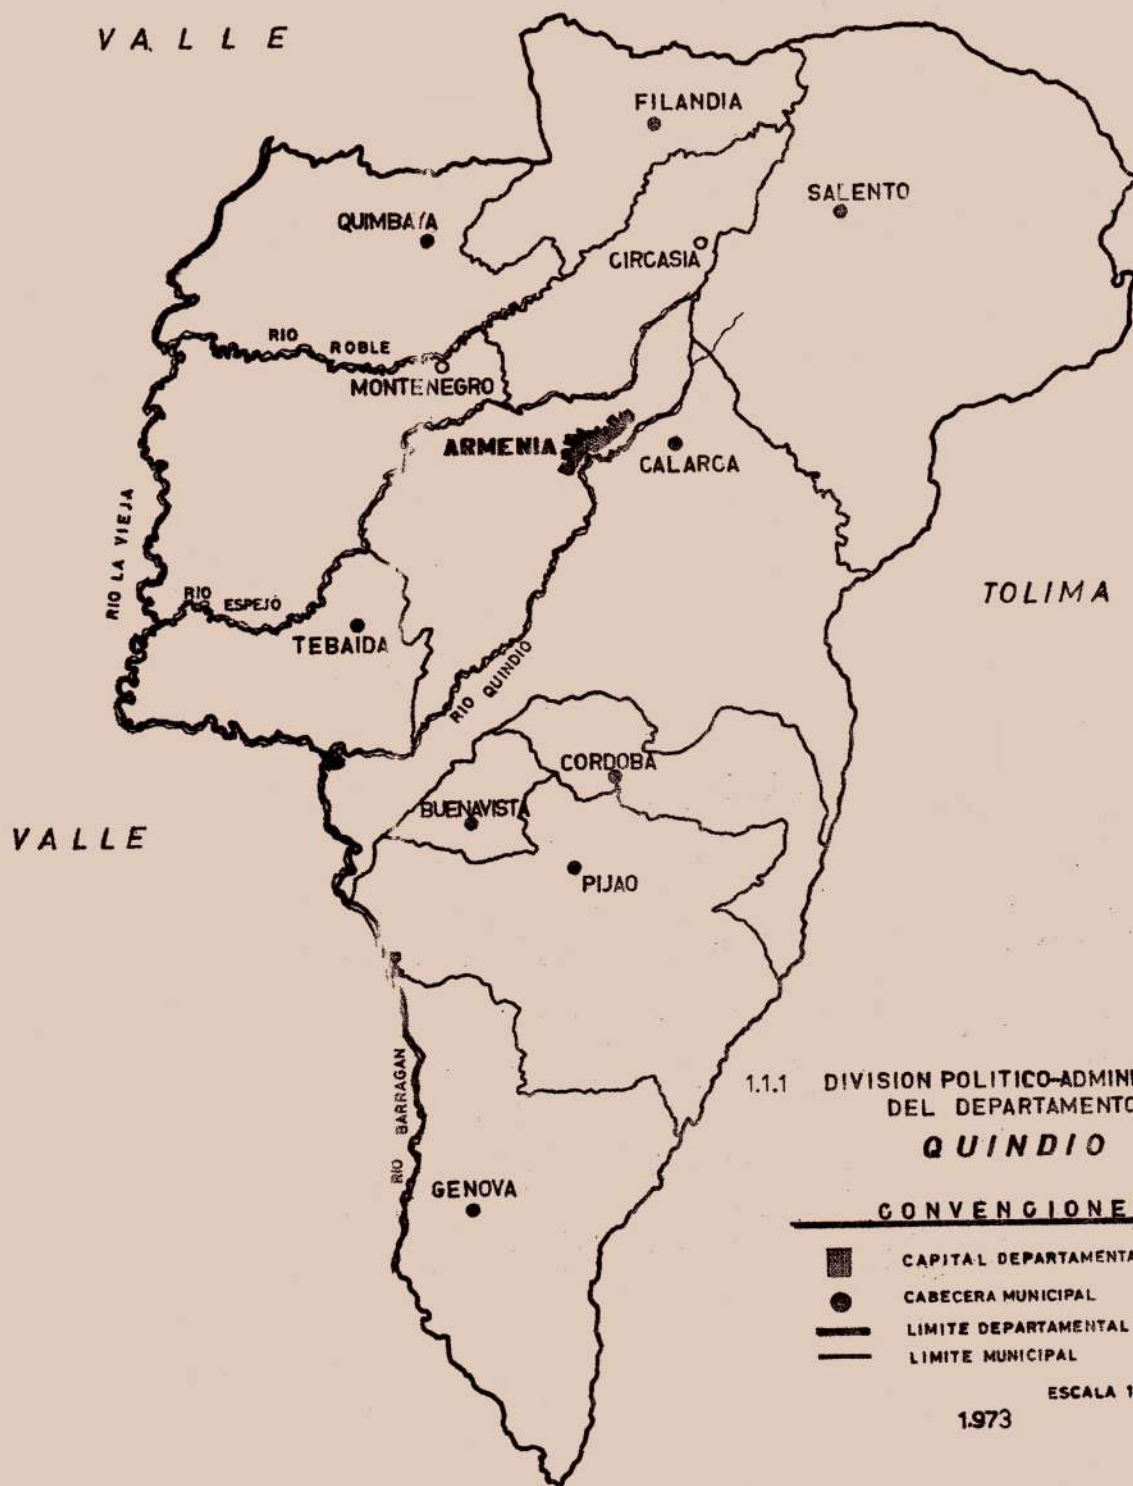 VALLE
FILANDIA
SALENTO
QUIMBAYA
CIRCASIA
RIO ROBLE
MONTENEGRO
ARMENIA
CALARCA
RIO LA VIEJA
RIO ESPEJO
TOLIMA
TEBAIDA
RIO QUINDIO
CORDOBA
BUENAVISTA
VALLE
PIJAO
RIO BARRAGAN
GENOVA
1.1.1 DIVISION POLITICO-ADMINI
DEL DEPARTAMENTO
QUINDIO
CONVENCIONE
CAPITAL DEPARTAMENTA
CABECERA MUNICIPAL
LIMITE DEPARTAMENTAL
LIMITE MUNICIPAL
ESCALA 1
1.973